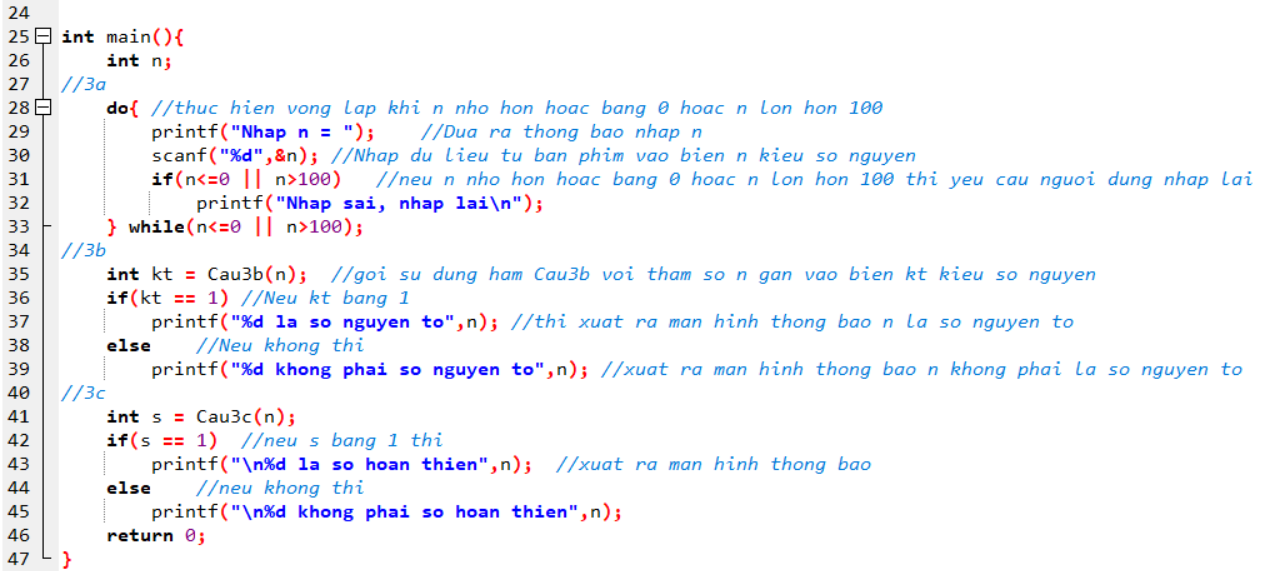 24
25 int main(){
26     int n;
27 //3a
28     do{ //thuc hien vong lap khi n nho hon hoac bang 0 hoac n lon hon 100
29         printf("Nhap n = ");    //Dua ra thong bao nhap n
30         scanf("%d",&n); //Nhap du lieu tu ban phim vao bien n kieu so nguyen
31         if(n<=0 || n>100)   //neu n nho hon hoac bang 0 hoac n lon hon 100 thi yeu cau nguoi dung nhap lai
32             printf("Nhap sai, nhap lai\n");
33     } while(n<=0 || n>100);
34 //3b
35     int kt = Cau3b(n);  //goi su dung ham Cau3b voi tham so n gan vao bien kt kieu so nguyen
36     if(kt == 1) //Neu kt bang 1
37         printf("%d la so nguyen to",n); //thi xuat ra man hinh thong bao n la so nguyen to
38     else    //Neu khong thi
39         printf("%d khong phai so nguyen to",n); //xuat ra man hinh thong bao n khong phai la so nguyen to
40 //3c
41     int s = Cau3c(n);
42     if(s == 1)  //neu s bang 1 thi
43         printf("\n%d la so hoan thien",n);  //xuat ra man hinh thong bao
44     else    //neu khong thi
45         printf("\n%d khong phai so hoan thien",n);
46     return 0;
47 }